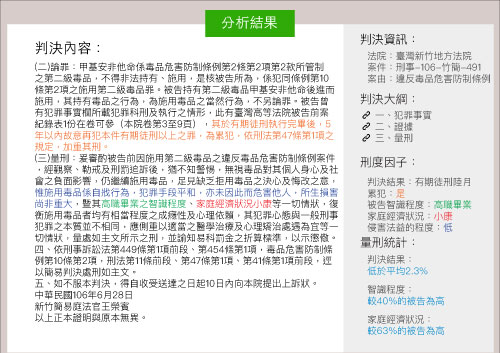 分析結果
判決內容：
(二)論罪：甲基安非他命係毒品危害防制條例第2條第2項第2款所管制
之第二級毒品，不得非法持有、施用，是核被告所為，係犯同條例第10
條第2項之施用第二級毒品罪。被告持有第二級毒品甲基安非他命後進而
施用，其持有毒品之行為，為施用毒品之當然行為，不另論罪。被告曾
有犯罪事實欄所載犯罪科刑及執行之情形，此有臺灣高等法院被告前案
紀錄表1份在卷可參（本院卷第3至9頁），其於有期徒刑執行完畢後，5
年以內故意再犯本件有期徒刑以上之罪，為累犯，依刑法第47條第1項之
規定，加重其刑。
(三)量刑：爰審酌被告前因施用第二級毒品之違反毒品危害防制條例案件
，經觀察、勒戒及刑罰追訴後，猶不知警惕，無視毒品對其個人身心及社
會之負面影響，仍繼續施用毒品，足見缺乏拒用毒品之決心及悔改之意，
惟施用毒品係自戕行為，犯罪手段平和，亦未因此而危害他人，所生損害
尚非重大，暨其高職畢業之智識程度、家庭經濟狀況小康等一切情狀，復
衡施用毒品者均有相當程度之成癮性及心理依賴，其犯罪心態與一般刑事
犯罪之本質並不相同，應側重以適當之醫學治療及心理矯治處遇為宜等一
切情狀，量處如主文所示之刑，並諭知易科罰金之折算標準，以示懲儆。
四、依刑事訴訟法第449條第1項前段、第454條第1項，毒品危害防制條
例第10條第2項，刑法第11條前段、第47條第1項、第41條第1項前段，逕
以簡易判決處刑如主文。
五、如不服本判決，得自收受送達之日起10日內向本院提出上訴狀。
中華民國106年6月28日
新竹簡易庭法官王榮賓
以上正本證明與原本無異。
判決資訊：
法院：臺灣新竹地方法院
案件：刑事-106-竹簡-491
案由：違反毒品危害防制條例
判決大綱：
一、犯罪事實
二、證據
三、量刑
刑度因子：
判決結果：有期徒刑陸月
累犯：是
被告智識程度：高職畢業
家庭經濟狀況：小康
侵害法益的程度：低
量刑統計：
判決結果：
低於平均2.3%
智識程度：
較40%的被告為高
家庭經濟狀況：
較63%的被告為高